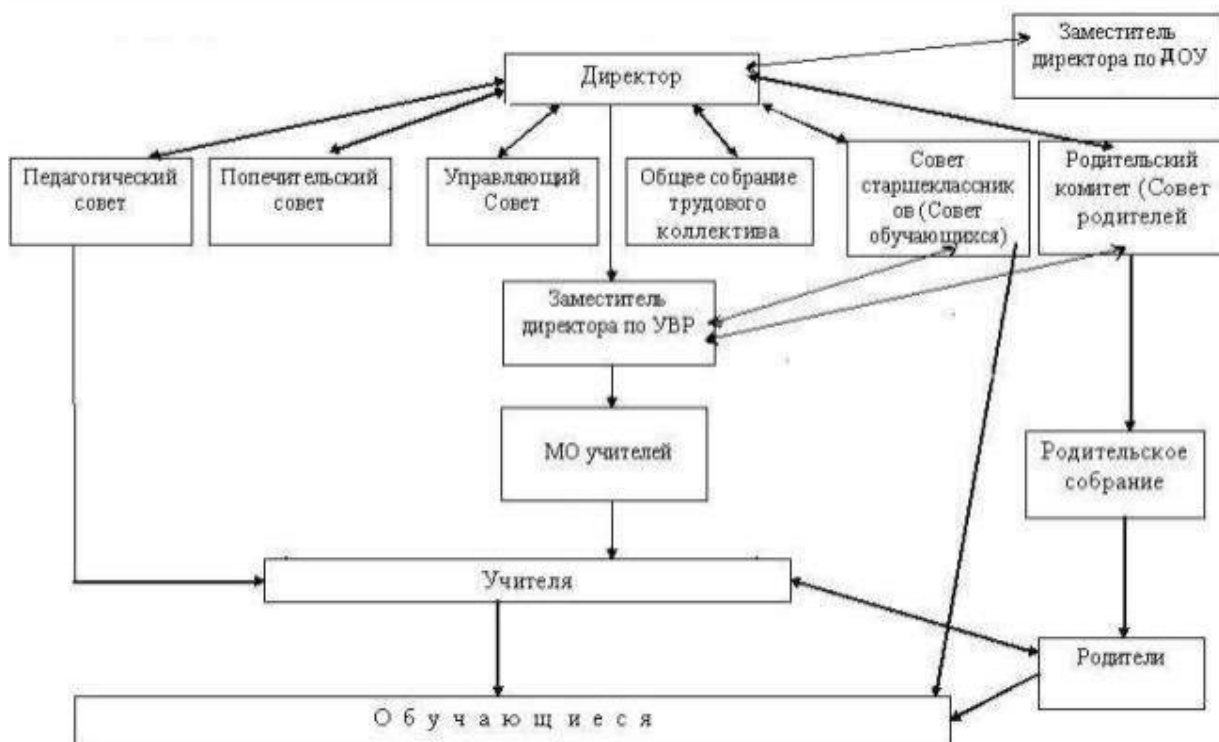 Заместитель
директора по ДОУ
Директор
Педагогический
совет
Попечительский
совет
Управляющий
Совет
Общее собрание
трудового
коллектива
Совет
старшеклассник
ов (Совет
обучающихся)
Родительский
комитет (Совет
родителей
Заместитель
директора по УВР
МО учителей
Родительское
собрание
Учителя
Родители
Обучающиеся